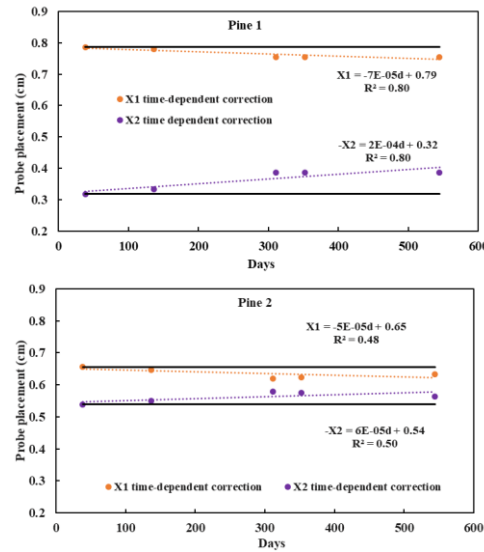 Pine 1
0.9
0.8
0.7
0.6
0.5
0.4
0.3
0.2
Probe placement (cm)
X1 = -7E-05d + 0.79
R² = 0.80
X1 time-dependent correction
X2 time dependent correction
-X2 = 2E-04d + 0.32
R² = 0.80
0 100 200 300 400 500 600
Days
Pine 2
0.9
0.8
0.7
0.6
0.5
0.4
0.3
0.2
Probe placement (cm)
X1 = -5E-05d + 0.65
R² = 0.48
-X2 = 6E-05d + 0.54
R² = 0.50
X1 time-dependent correction X2 time-dependent correction
0 100 200 300 400 500 600
Days